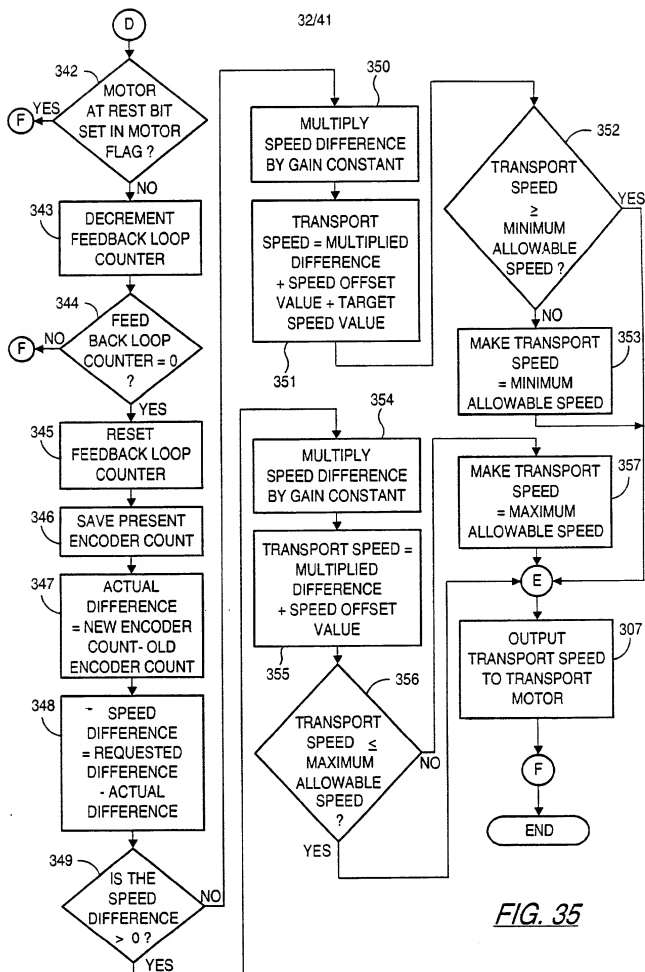 32/41
D
342
MOTOR
AT REST BIT
SET IN MOTOR
FLAG ?
YES
F
NO
343
DECREMENT
FEEDBACK LOOP
COUNTER
344
FEED
BACK LOOP
COUNTER = 0
?
NO
F
YES
345
RESET
FEEDBACK LOOP
COUNTER
346
SAVE PRESENT
ENCODER COUNT
347
ACTUAL
DIFFERENCE
= NEW ENCODER
COUNT- OLD
ENCODER COUNT
348
SPEED
DIFFERENCE
= REQUESTED
DIFFERENCE
- ACTUAL
DIFFERENCE
349
IS THE
SPEED
DIFFERENCE
> 0 ?
NO
YES
350
MULTIPLY
SPEED DIFFERENCE
BY GAIN CONSTANT
TRANSPORT
SPEED = MULTIPLIED
DIFFERENCE
+ SPEED OFFSET
VALUE + TARGET
SPEED VALUE
351
352
TRANSPORT
SPEED
≥
MINIMUM
ALLOWABLE
SPEED ?
YES
NO
353
MAKE TRANSPORT
SPEED
= MINIMUM
ALLOWABLE SPEED
354
MULTIPLY
SPEED DIFFERENCE
BY GAIN CONSTANT
TRANSPORT SPEED =
MULTIPLIED
DIFFERENCE
+ SPEED OFFSET
VALUE
355
356
TRANSPORT
SPEED ≤
MAXIMUM
ALLOWABLE
SPEED
?
NO
YES
357
MAKE TRANSPORT
SPEED
= MAXIMUM
ALLOWABLE SPEED
E
307
OUTPUT
TRANSPORT SPEED
TO TRANSPORT
MOTOR
F
END
FIG. 35